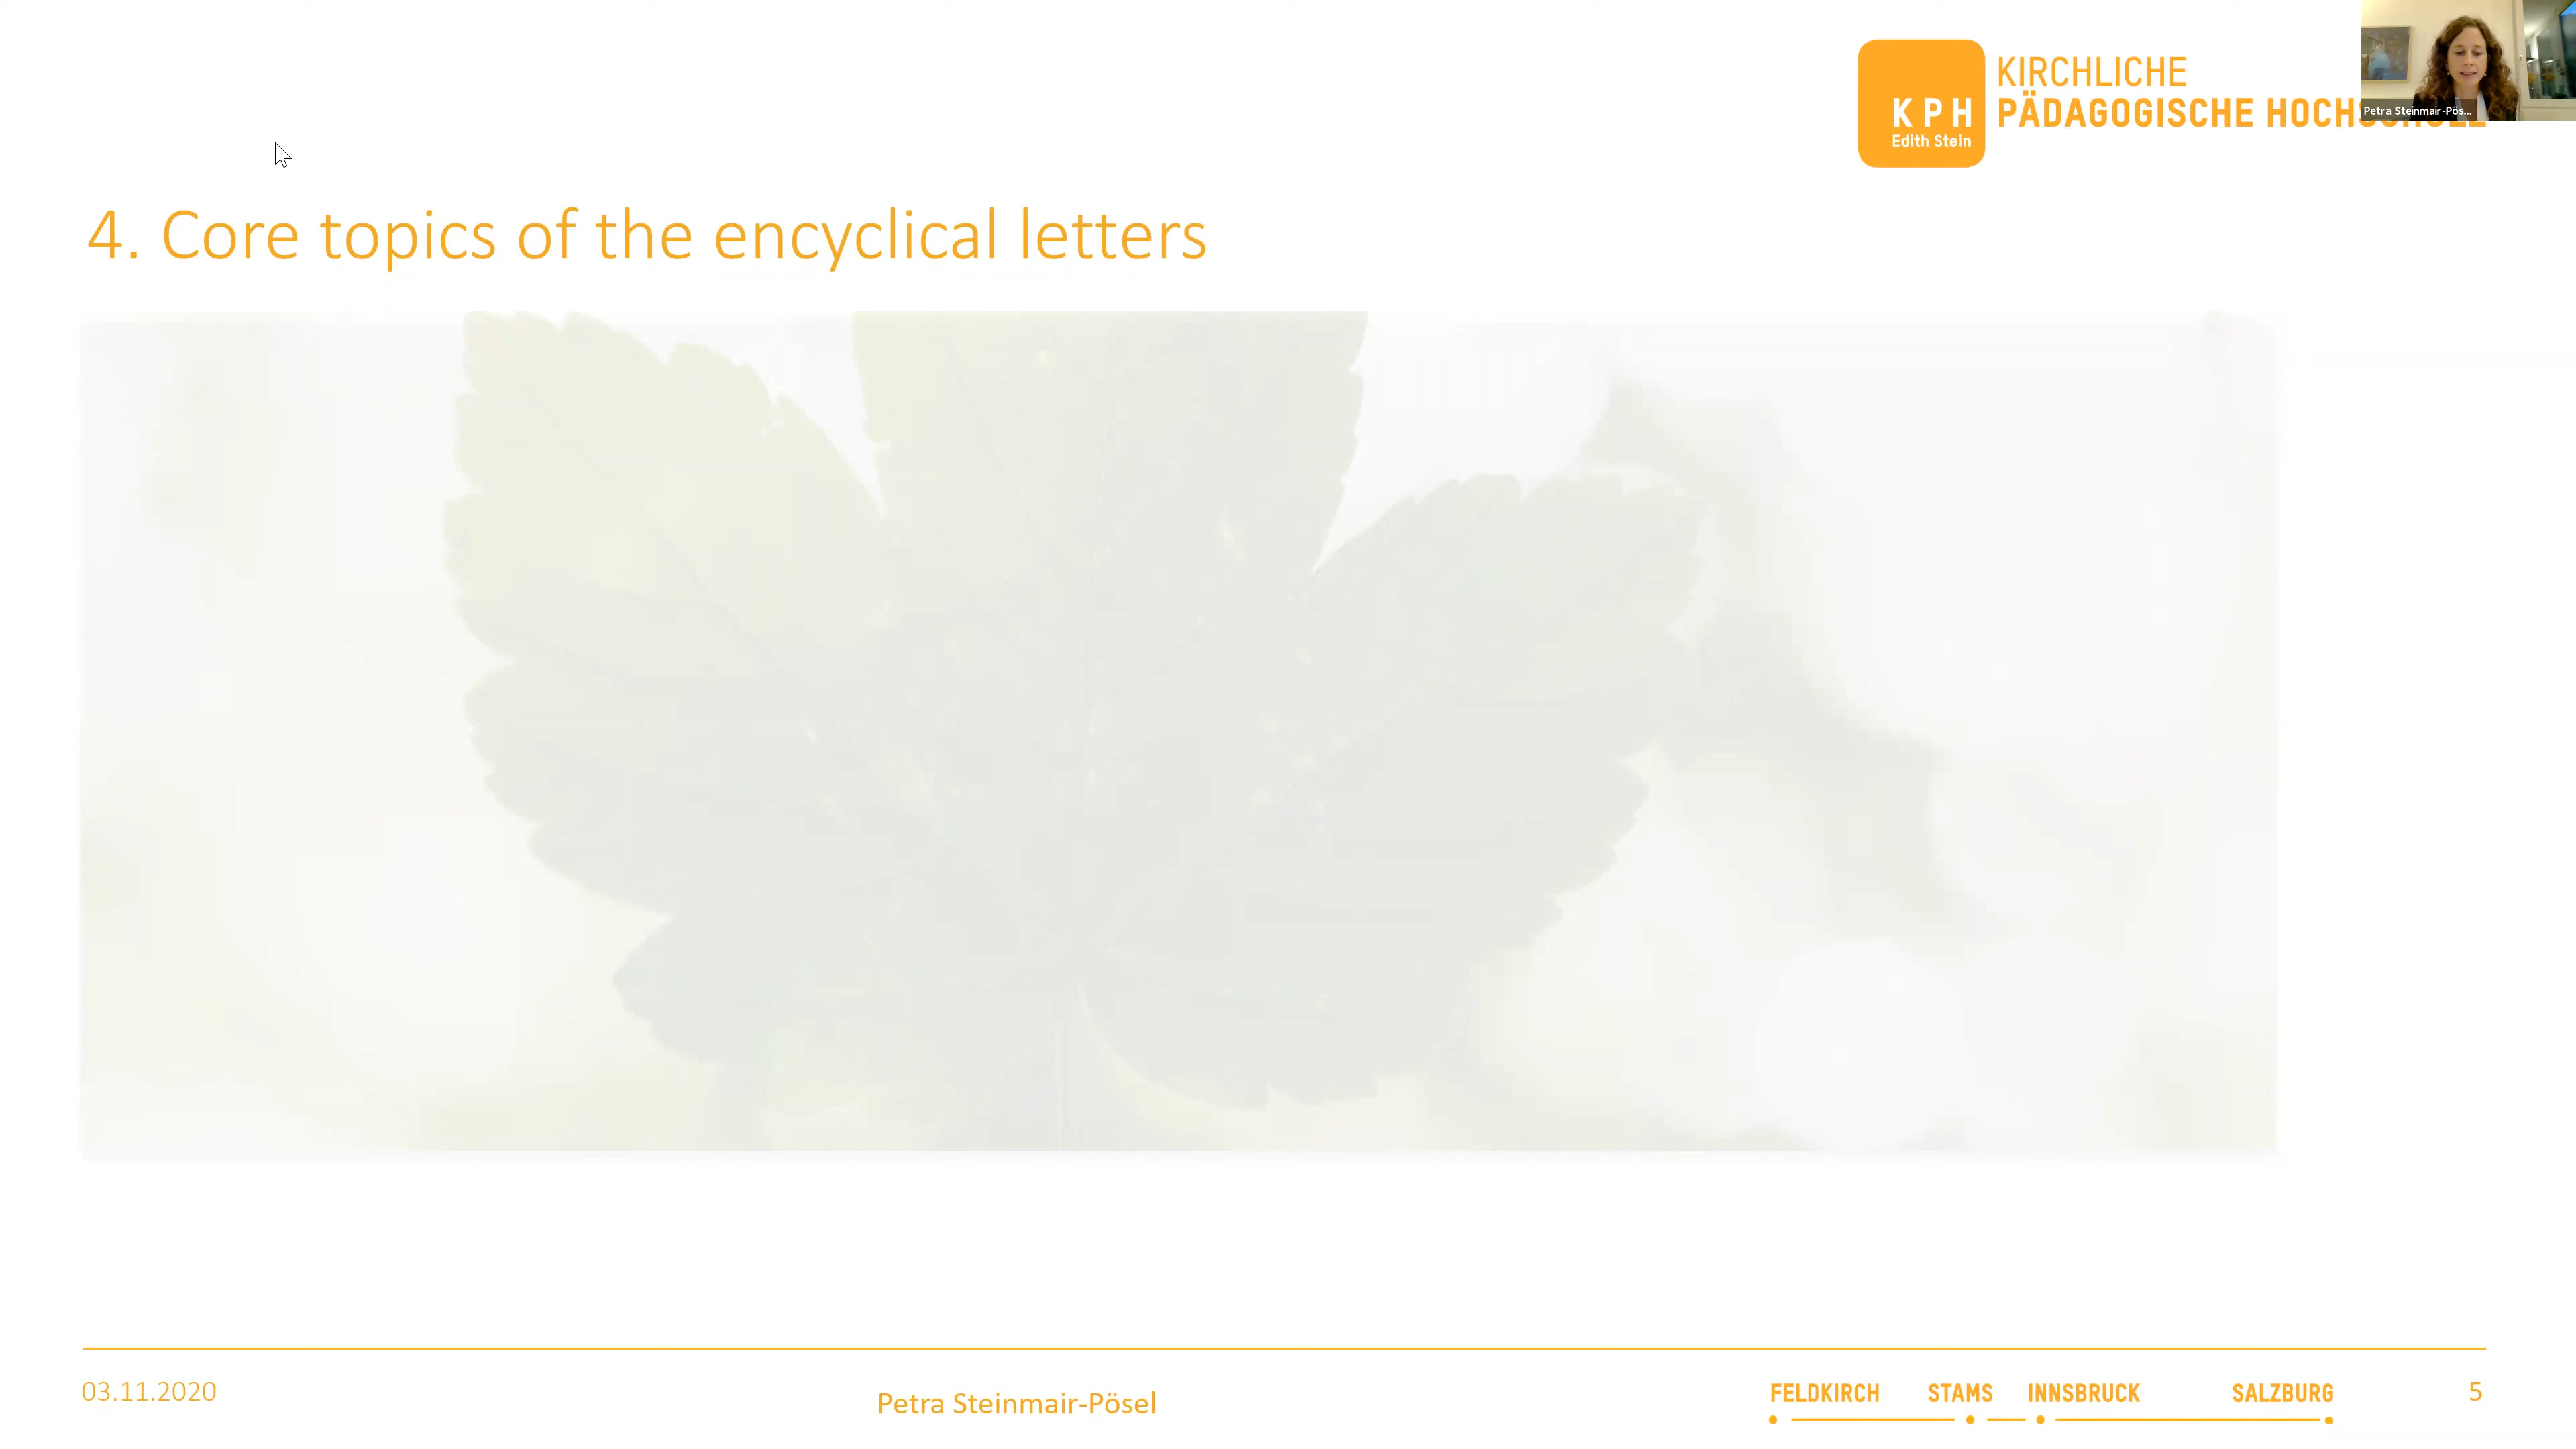 KPH
Edith Stein
KIRCHLICHE
PÄDAGOGISCHE
Petra Steinmair-Pös...
4. Core topics of the encyclical letters
03.11.2020
Petra Steinmair-Pösel
FELDKIRCH STAMS INNSBRUCK SALZBURG
5